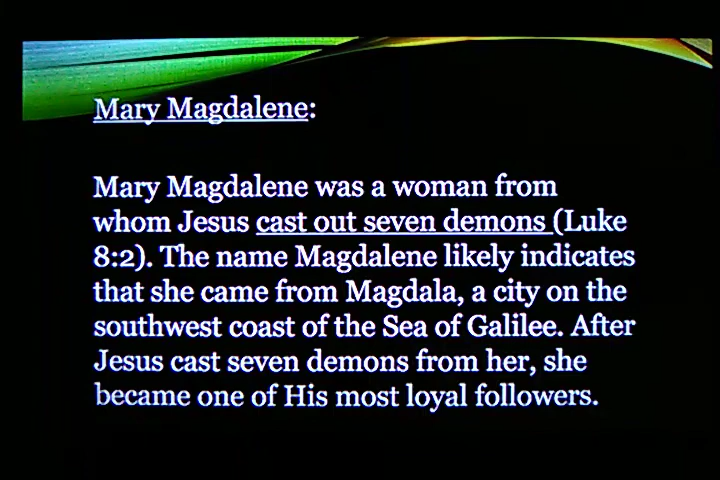 Mary Magdalene:
Mary Magdalene was a woman from
whom Jesus cast out seven demons (Luke
8:2). The name Magdalene likely indicates
that she came from Magdala, a city on the
southwest coast of the Sea of Galilee. After
Jesus cast seven demons from her, she
became one of His most loyal followers.